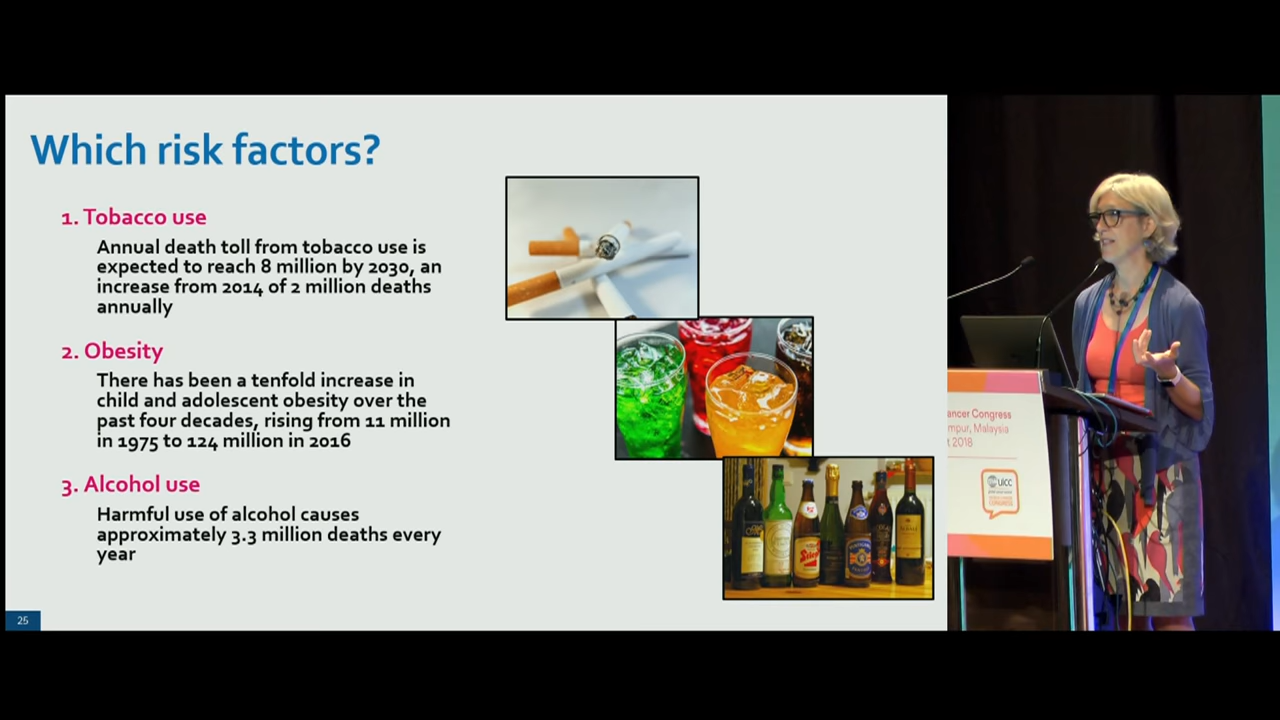 Which risk factors?
1. Tobacco use
Annual death toll from tobacco use is
expected to reach 8 million by 2030, an
increase from 2014 of 2 million deaths
annually
2. Obesity
There has been a tenfold increase in
child and adolescent obesity over the
past four decades, rising from 11 million
in 1975 to 124 million in 2016
3. Alcohol use
Harmful use of alcohol causes
approximately 3.3 million deaths every
year
25
ancer Congress
mpur, Malaysia
t 2018
uicc